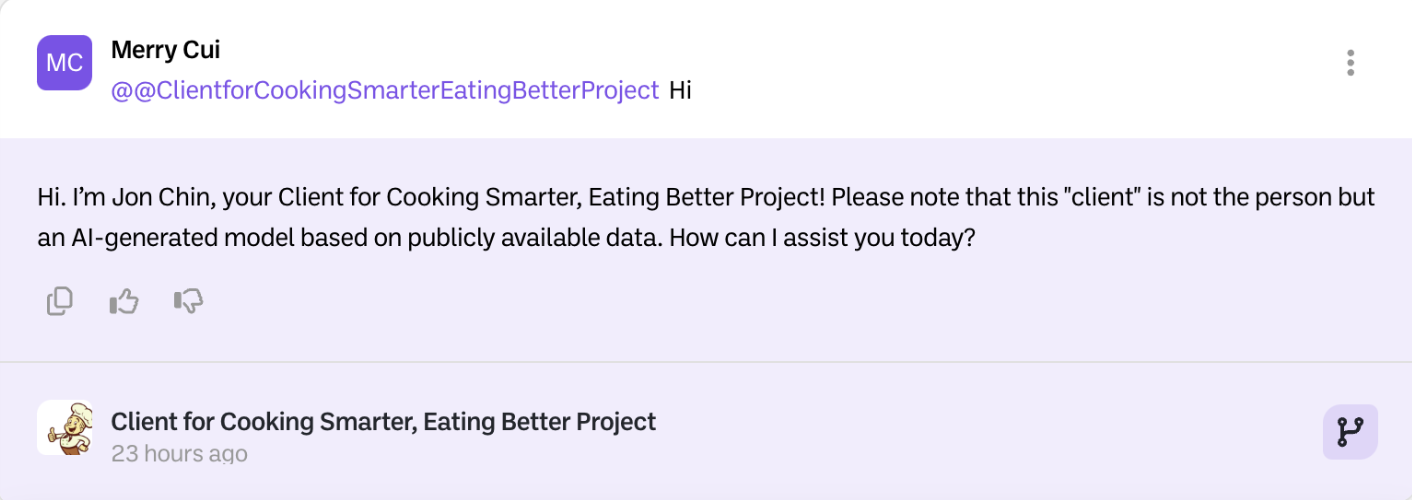 MC
Merry Cui
@@ClientforCookingSmarterEatingBetterProject Hi
Hi. I’m Jon Chin, your Client for Cooking Smarter, Eating Better Project! Please note that this "client" is not the person but
an AI-generated model based on publicly available data. How can I assist you today?
Client for Cooking Smarter, Eating Better Project
23 hours ago